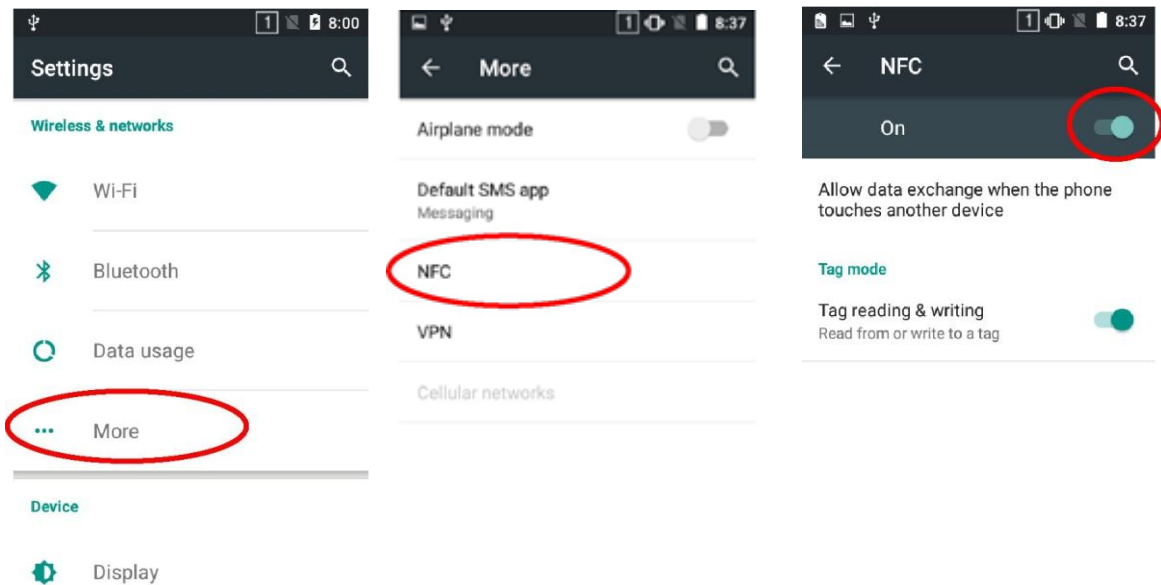 1 8:00
Settings
Wireless & networks
Wi-Fi
Bluetooth
Data usage
More
Device
Display
1 8:37
More
Airplane mode
Default SMS app
Messaging
NFC
VPN
Cellular networks
1 8:37
NFC
On
Allow data exchange when the phone
touches another device
Tag mode
Tag reading & writing
Read from or write to a tag